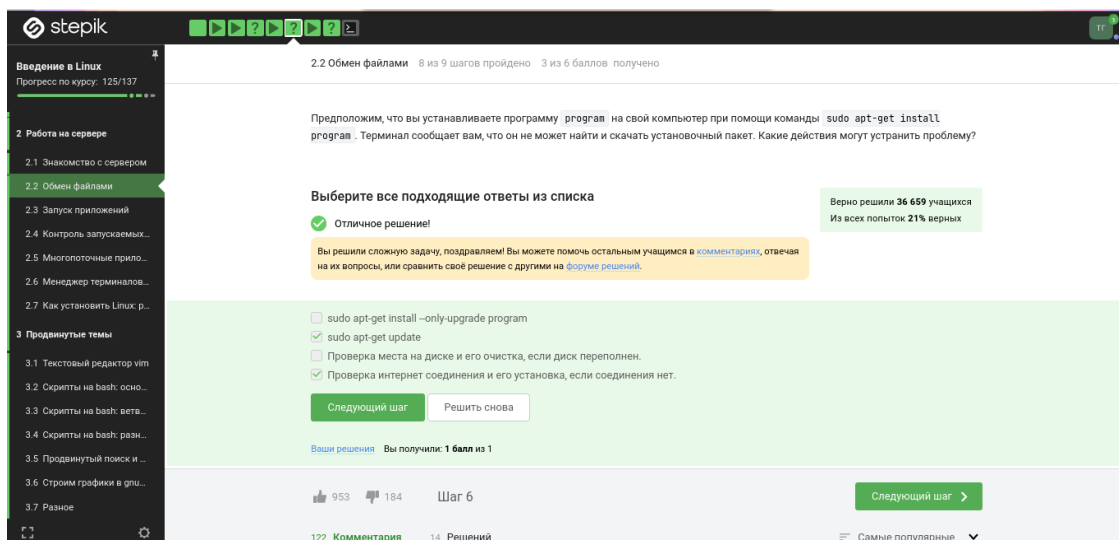 stepik
ТГ
1
Введение в Linux
Прогресс по курсу: 125/137
2 Работа на сервере
2.1 Знакомство с сервером
2.2 Обмен файлами
2.3 Запуск приложений
2.4 Контроль запускаемых...
2.5 Многопоточные прило...
2.6 Менеджер терминалов...
2.7 Как установить Linux: р...
3 Продвинутые темы
3.1 Текстовый редактор vim
3.2 Скрипты на bash: осно...
3.3 Скрипты на bash: ветв...
3.4 Скрипты на bash: разн...
3.5 Продвинутый поиск и ...
3.6 Строим графики в gnu...
3.7 Разное
2.2 Обмен файлами 8 из 9 шагов пройдено 3 из 6 баллов получено
Предположим, что вы устанавливаете программу program на свой компьютер при помощи команды sudo apt-get install
program. Терминал сообщает вам, что он не может найти и скачать установочный пакет. Какие действия могут устранить проблему?
Выберите все подходящие ответы из списка
Отличное решение!
Верно решили 36 659 учащихся
Из всех попыток 21% верных
Вы решили сложную задачу, поздравляем! Вы можете помочь остальным учащимся в комментариях, отвечая
на их вопросы, или сравнить своё решение с другими на форуме решений.
sudo apt-get install –only-upgrade program
sudo apt-get update
Проверка места на диске и его очистка, если диск переполнен.
Проверка интернет соединения и его установка, если соединения нет.
Следующий шаг Решить снова
Ваши решения Вы получили: 1 балл из 1
953 184 Шаг 6 Следующий шаг
122 Комментария 14 Решений Самые популярные